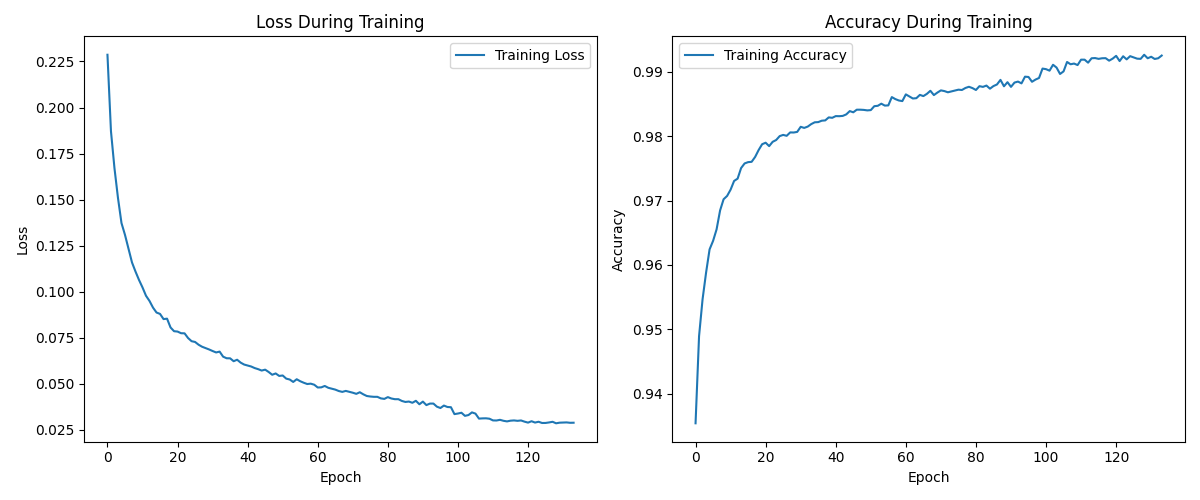 Loss During Training
Training Loss
0.225
0.200
0.175
0.150
0.125
0.100
0.075
0.050
0.025
Loss
0 20 40 60 80 100 120
Epoch
Accuracy During Training
Training Accuracy
0.99
0.98
0.97
0.96
0.95
0.94
Accuracy
0 20 40 60 80 100 120
Epoch